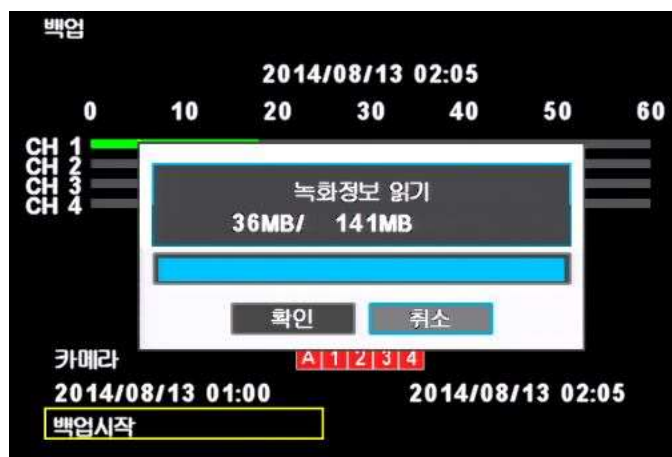 백업
2014/08/13 02:05
0 10 20 30 40 50 60
CH 1
CH 2
CH 3
CH 4
녹화정보 읽기
36MB/ 141MB
확인 취소
카메라 A 1 2 3 4
2014/08/13 01:00 2014/08/13 02:05
백업시작